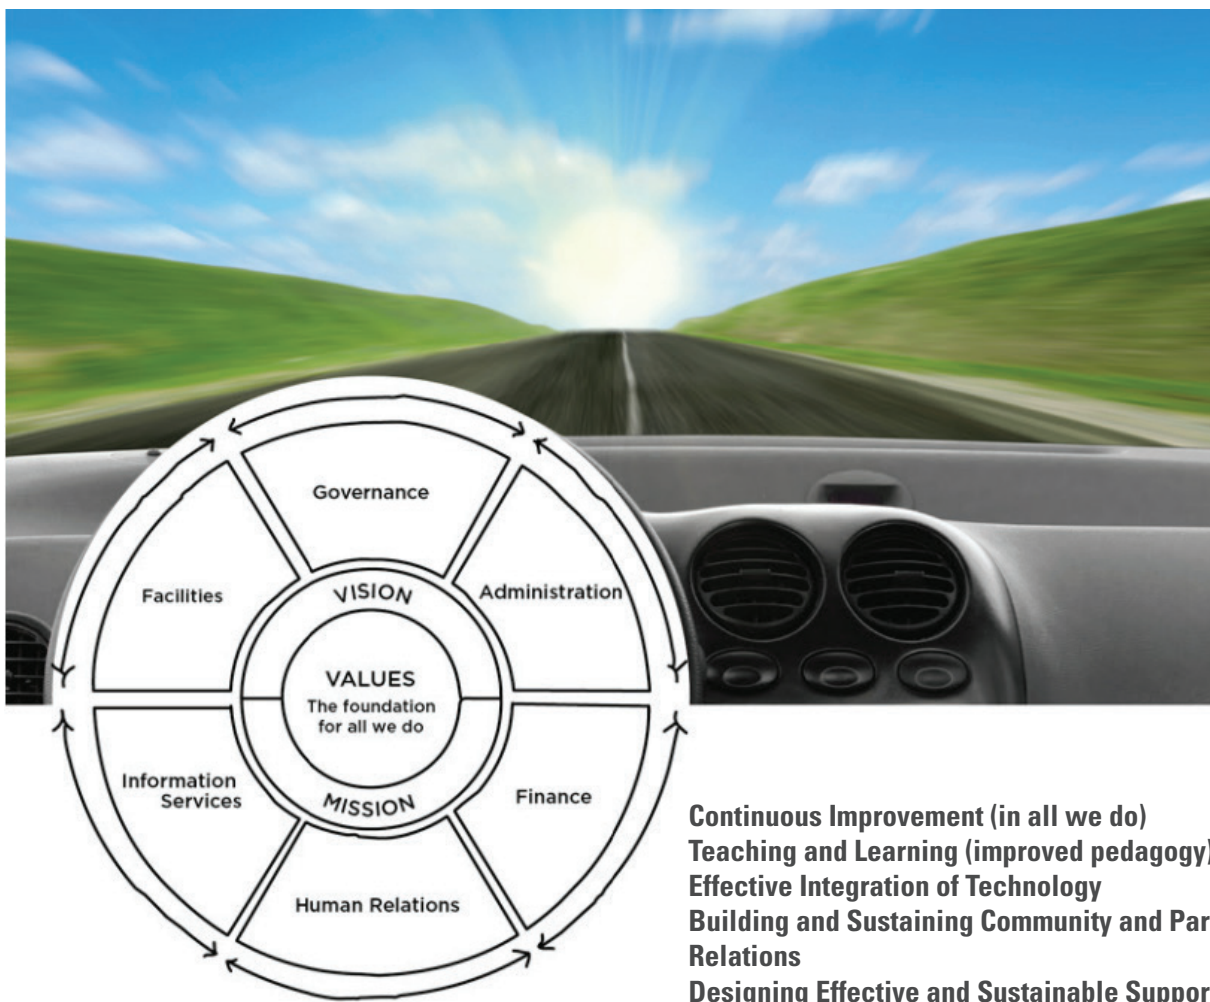 Governance
Facilities
Administration
VISION
VALUES
The foundation
for all we do
MISSION
Information
Services
Finance
Human Relations
Continuous Improvement (in all we do)
Teaching and Learning (improved pedagogy)
Effective Integration of Technology
Building and Sustaining Community and
Relations
Designing Effective and Sustainable